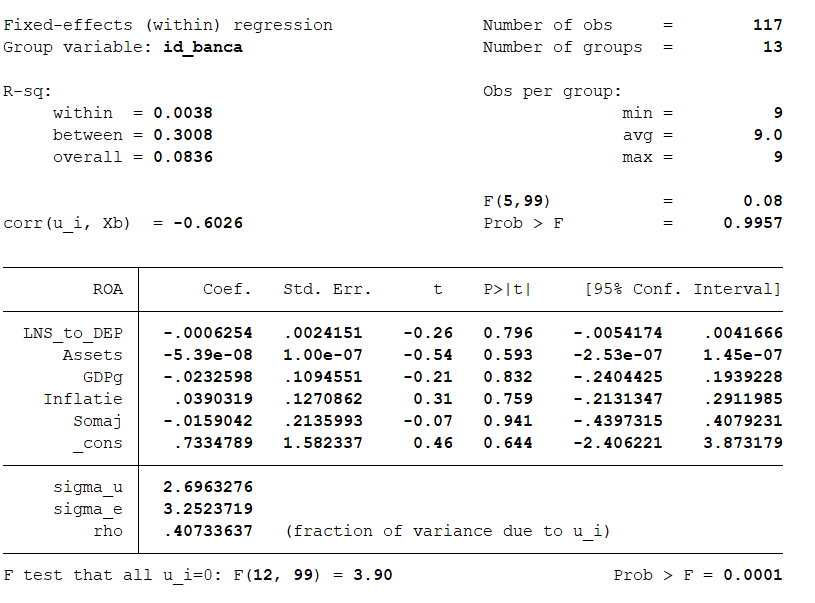 Fixed-effects (within) regression Number of obs = 117
Group variable: id_banca Number of groups = 13
R-sq: Obs per group:
within = 0.0038 min = 9
between = 0.3008 avg = 9.0
overall = 0.0836 max = 9
F(5,99) = 0.08
corr(u_i, Xb) = -0.6026 Prob > F = 0.9957
ROA Coef. Std. Err. t P>|t| [95% Conf. Interval]
LNS_to_DEP -.0006254 .0024151 -0.26 0.796 -.0054174 .0041666
Assets -5.39e-08 1.00e-07 -0.54 0.593 -2.53e-07 1.45e-07
GDPg -.0232598 .1094551 -0.21 0.832 -.2404425 .1939228
Inflatie .0390319 .1270862 0.31 0.759 -.2131347 .2911985
Somaj -.0159042 .2135993 -0.07 0.941 -.4397315 .4079231
_cons .7334789 1.582337 0.46 0.644 -2.406221 3.873179
sigma_u 2.6963276
sigma_e 3.2523719
rho .40733637 (fraction of variance due to u_i)
F test that all u_i=0: F(12, 99) = 3.90 Prob > F = 0.0001